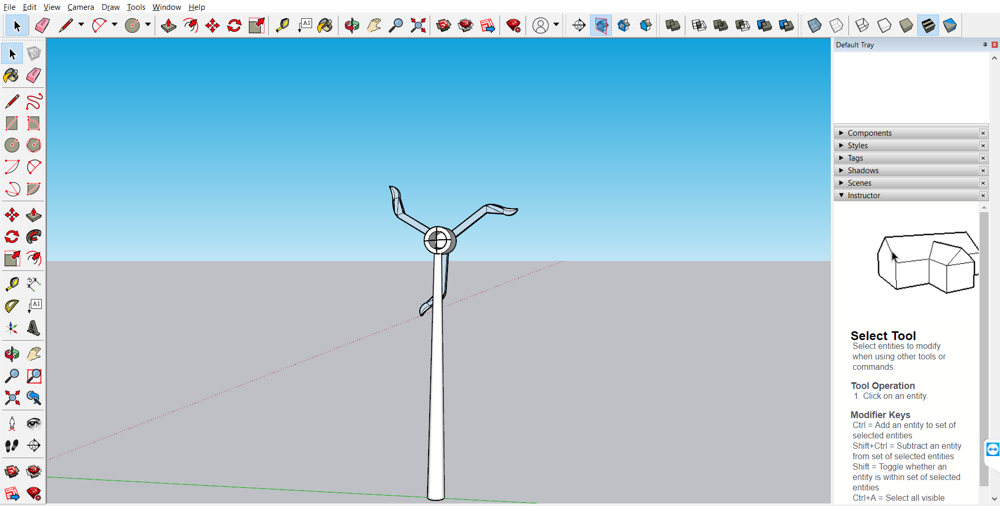 File Edit View Camera Draw Tools Window Help
A1
Default Tray
Components
Styles
Tags
Shadows
Scenes
Instructor
A1
Select Tool
Select entities to modify
when using other tools or
commands.
Tool Operation
1. Click on an entity.
Modifier Keys
Ctrl = Add an entity to set of
selected entities
Shift+Ctrl = Subtract an entity
from set of selected entities
Shift = Toggle whether an
entity is within set of selected
entities
Ctrl+A = Select all visible